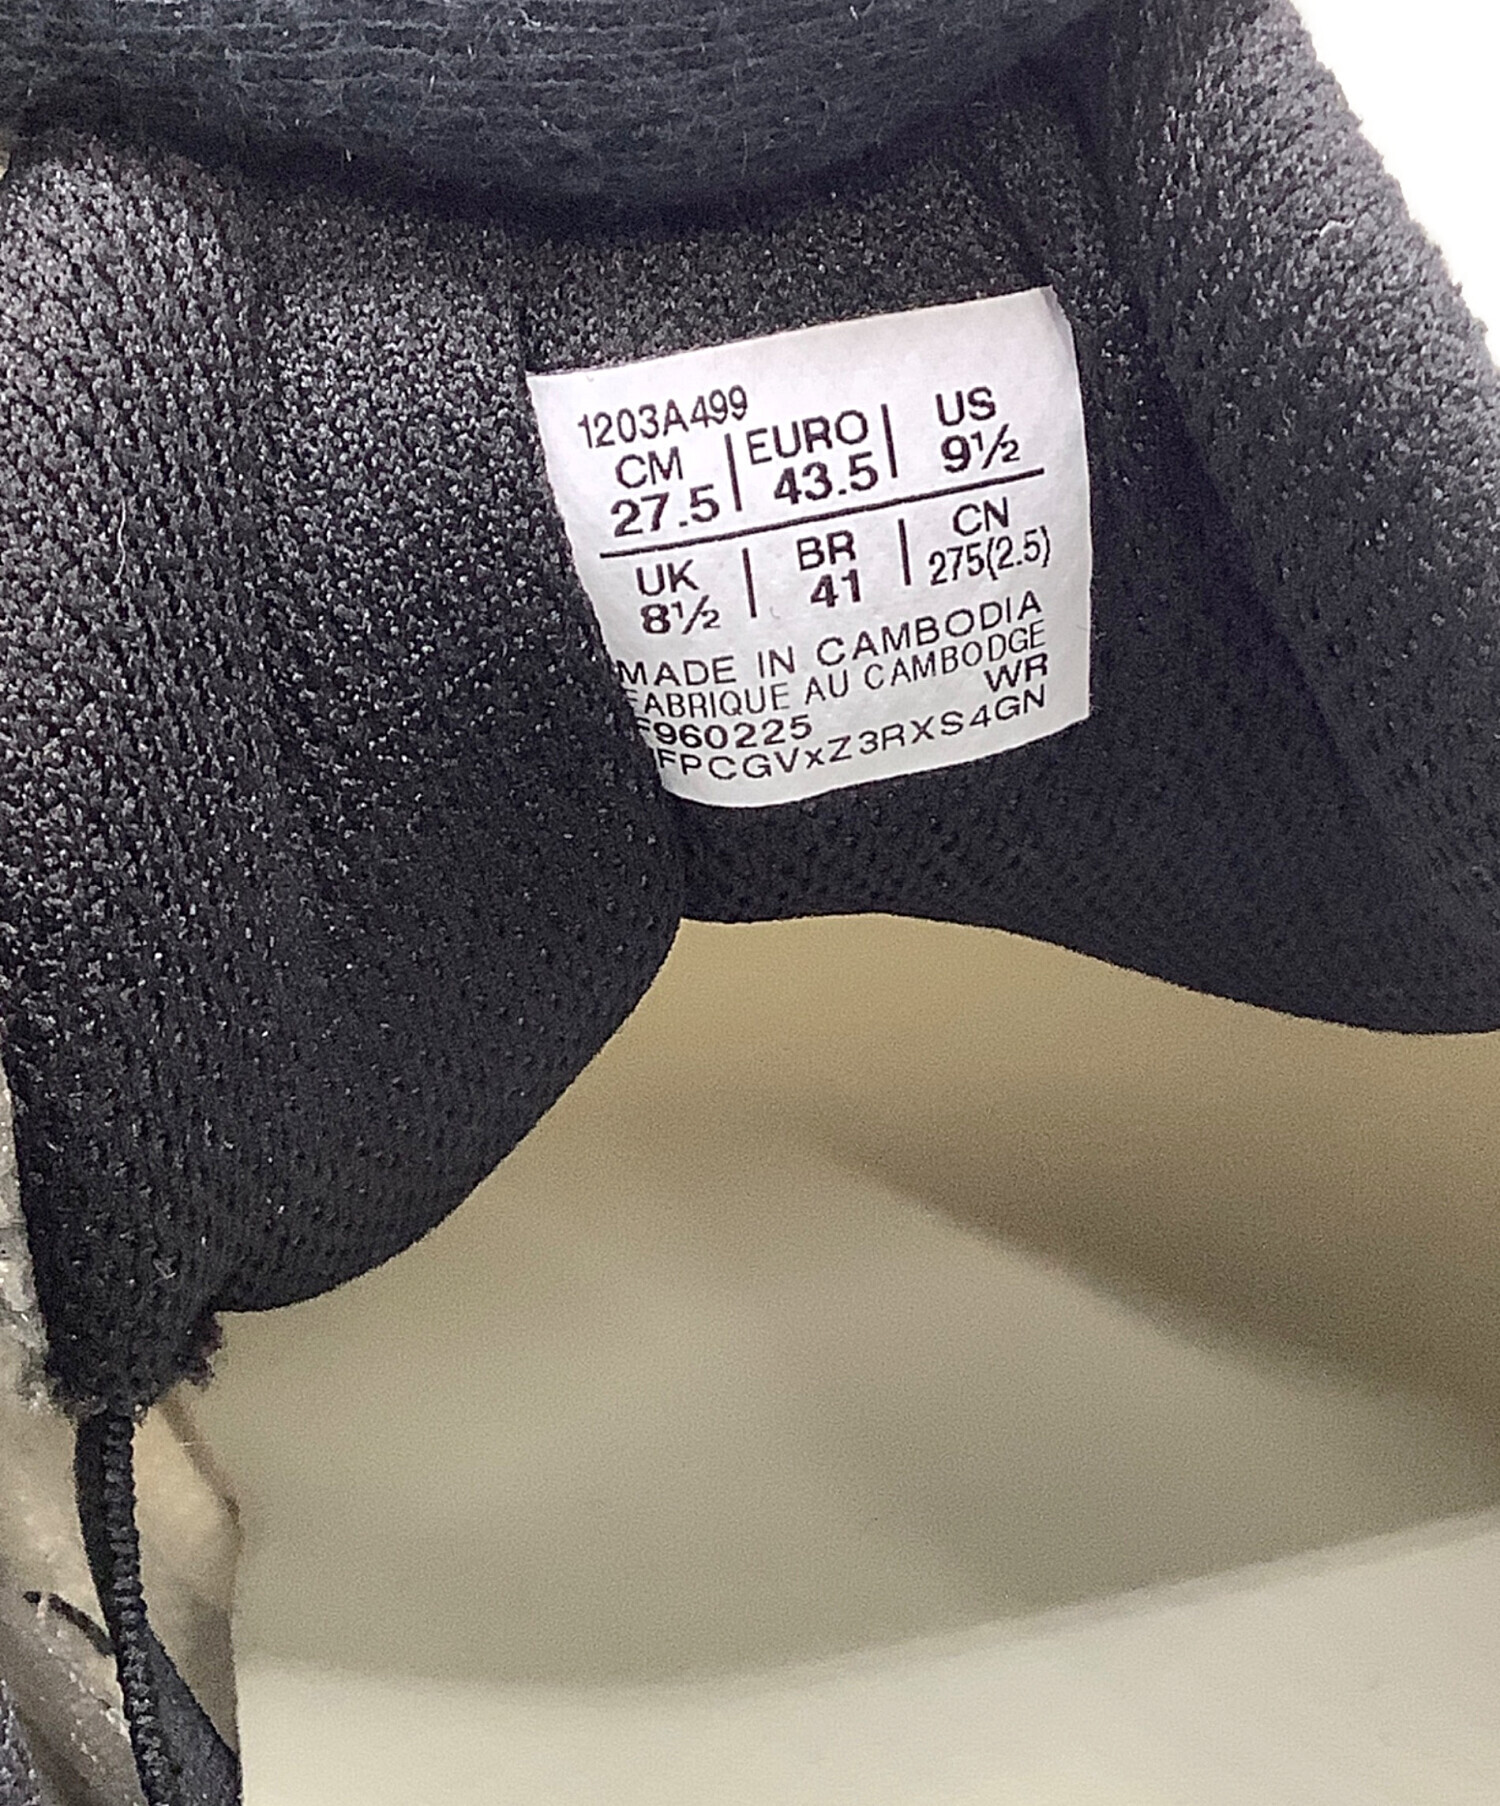 1203A499
CM | EURO | US
27.5 | 43.5 | 9½
UK | BR | CN
8½ | 41 | 275(2.5)
MADE IN CAMBODIA
FABRIQUE AU CAMBODGE
WR
F960225
FPCGVxZ3RXS4GN